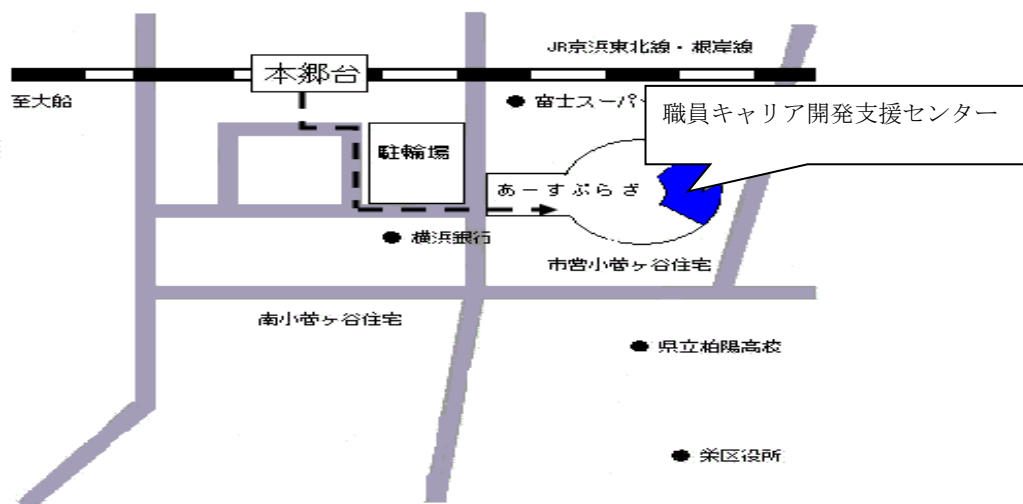 JR京浜東北線・根岸線
本郷台
至大船
富士スーパ
職員キャリア開発支援センター
駐輪場
あーすぷらざ
横浜銀行
市営小菅ヶ谷住宅
南小菅ヶ谷住宅
県立柏陽高校
栄区役所